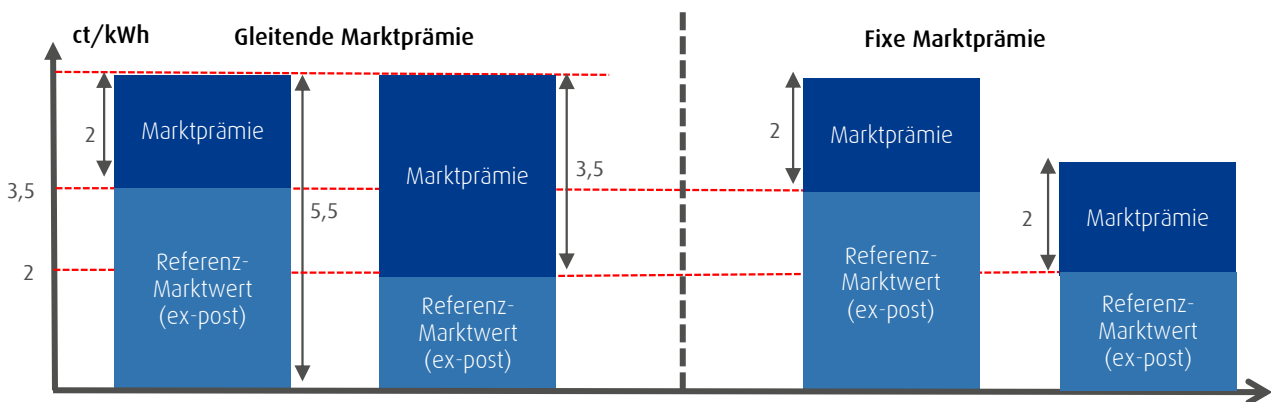 ct/kWh
Gleitende Marktprämie
Fixe Marktprämie
2
Marktprämie
3,5
5,5
Referenz-
Marktwert
(ex-post)
2
Marktprämie
3,5
Referenz-
Marktwert
(ex-post)
2
Marktprämie
Referenz-
Marktwert
(ex-post)
2
Marktprämie
Referenz-
Marktwert
(ex-post)